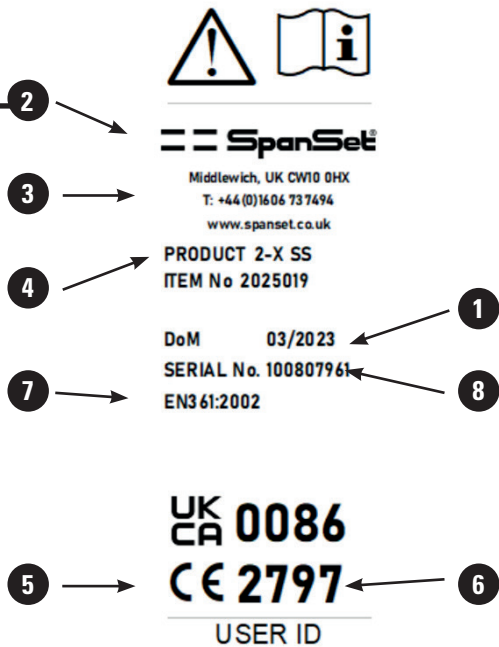 i
2
SpanSet®
3
Middlewich, UK CW10 0HX
T: +44(0)1606 737494
www.spanset.co.uk
PRODUCT 2-X SS
4
ITEM No 2025019
1
DoM 03/2023
SERIAL No. 100807961
7
8
EN361:2002
UK
CA 0086
5
CE 2797
6
USER ID